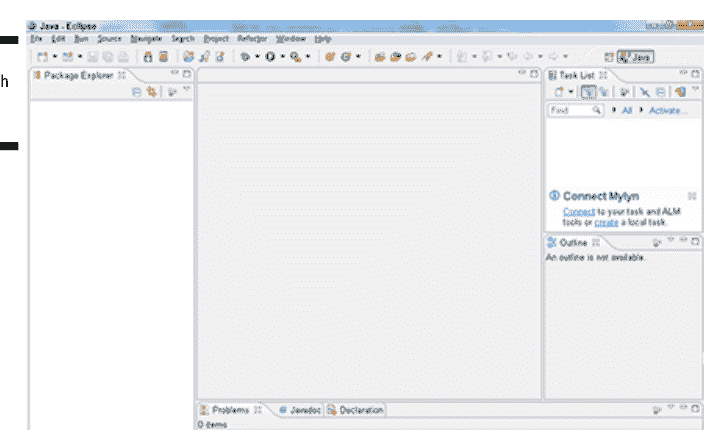 Java - Eclipse
File Edit Run Source Navigate Search Project Refactor Window Help
Java
h
Package Explorer
Task List
Find All Activate...
Connect Mylyn
Connect to your task and ALM
tools or create a local task.
Outline
An outline is not available.
Problems Javadoc Declaration
0 items